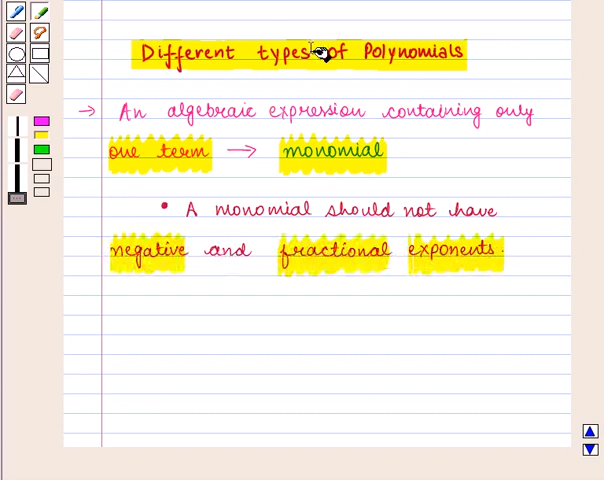 Different types of Polynomials
→ An algebraic expression containing only
one term → monomial
• A monomial should not have
negative and fractional exponents.